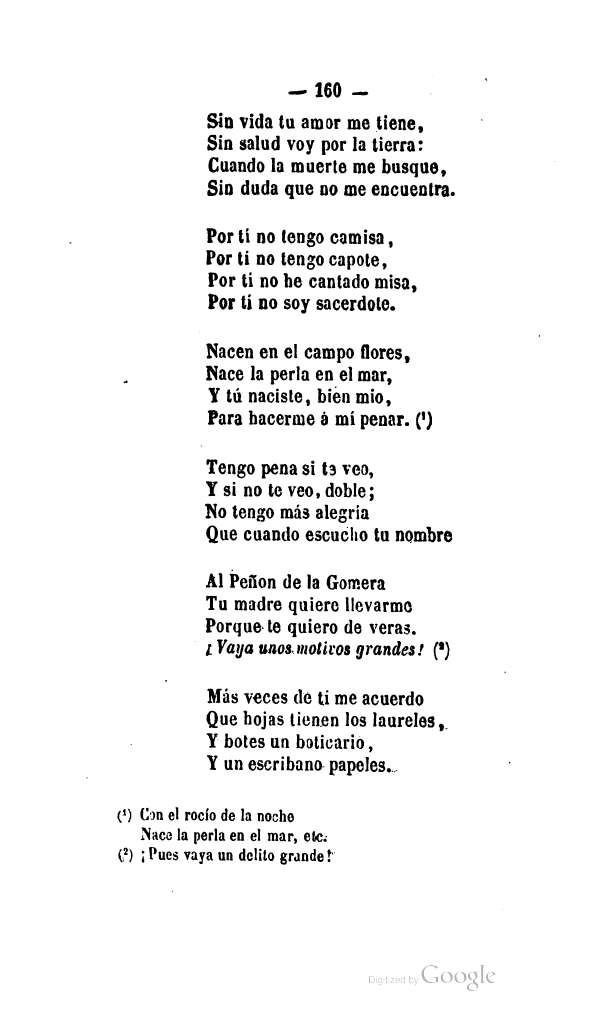 — 160 —
Sin vida tu amor me tiene,
Sin salud voy por la tierra:
Cuando la muerte me busque,
Sin duda que no me encuentra.
Por ti no tengo camisa,
Por ti no tengo capote,
Por ti no he cantado misa,
Por ti no soy sacerdote.
Nacen en el campo flores,
Nace la perla en el mar,
Y tú naciste, bien mio,
Para hacerme á mí penar. (¹)
Tengo pena si te veo,
Y si no te veo, doble;
No tengo más alegria
Que cuando escucho tu nombre
Al Peñon de la Gomera
Tu madre quiere llevarme
Porque te quiero de veras.
¡Vaya unos motivos grandes! (²)
Más veces de ti me acuerdo
Que hojas tienen los laureles,
Y botes un boticario,
Y un escribano papeles.
(¹) Con el rocío de la noche
Nace la perla en el mar, etc.
(²) ¡Pues vaya un delito grande!
Digitized by Google